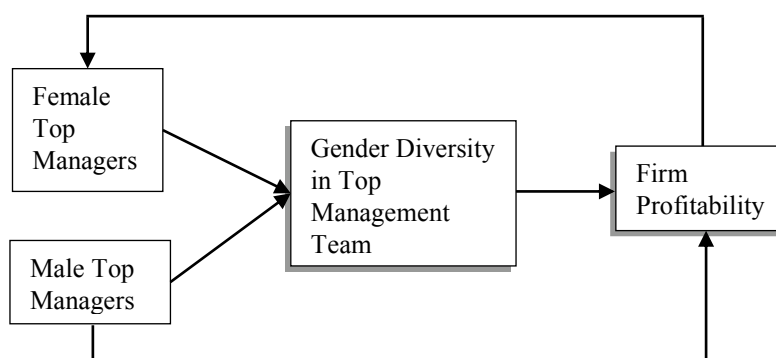 Female
Top
Managers
Gender Diversity
in Top
Management
Team
Firm
Profitability
Male Top
Managers